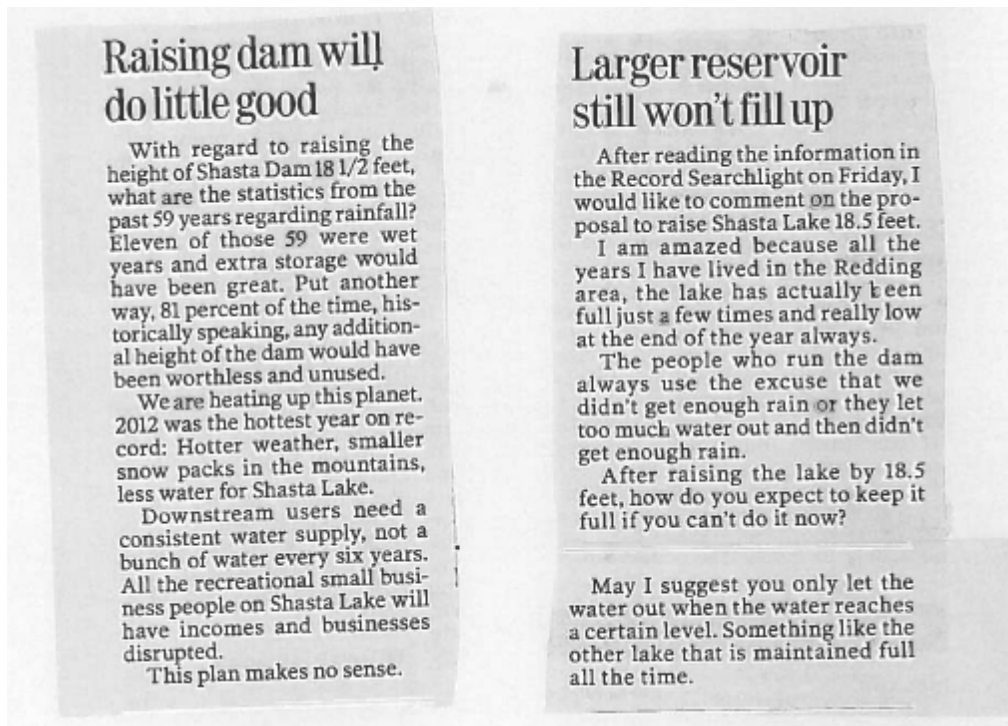 Raising dam will
do little good
With regard to raising the
height of Shasta Dam 18 1/2 feet,
what are the statistics from the
past 59 years regarding rainfall?
Eleven of those 59 were wet
years and extra storage would
have been great. Put another
way, 81 percent of the time, his-
torically speaking, any addition-
al height of the dam would have
been worthless and unused.
We are heating up this planet.
2012 was the hottest year on re-
cord: Hotter weather, smaller
snow packs in the mountains,
less water for Shasta Lake.
Downstream users need a
consistent water supply, not a
bunch of water every six years.
All the recreational small busi-
ness people on Shasta Lake will
have incomes and businesses
disrupted.
This plan makes no sense.
Larger reservoir
still won't fill up
After reading the information in
the Record Searchlight on Friday, I
would like to comment on the pro-
posal to raise Shasta Lake 18.5 feet.
I am amazed because all the
years I have lived in the Redding
area, the lake has actually been
full just a few times and really low
at the end of the year always.
The people who run the dam
always use the excuse that we
didn't get enough rain or they let
too much water out and then didn't
get enough rain.
After raising the lake by 18.5
feet, how do you expect to keep it
full if you can't do it now?
May I suggest you only let the
water out when the water reaches
a certain level. Something like the
other lake that is maintained full
all the time.